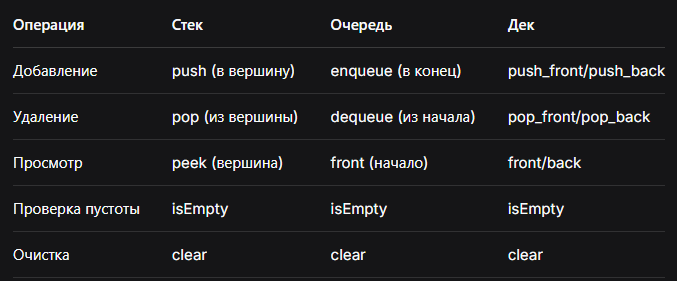 Операция Стек Очередь Дек
Добавление push (в вершину) enqueue (в конец) push_front/push_back
Удаление pop (из вершины) dequeue (из начала) pop_front/pop_back
Просмотр peek (вершина) front (начало) front/back
Проверка пустоты isEmpty isEmpty isEmpty
Очистка clear clear clear